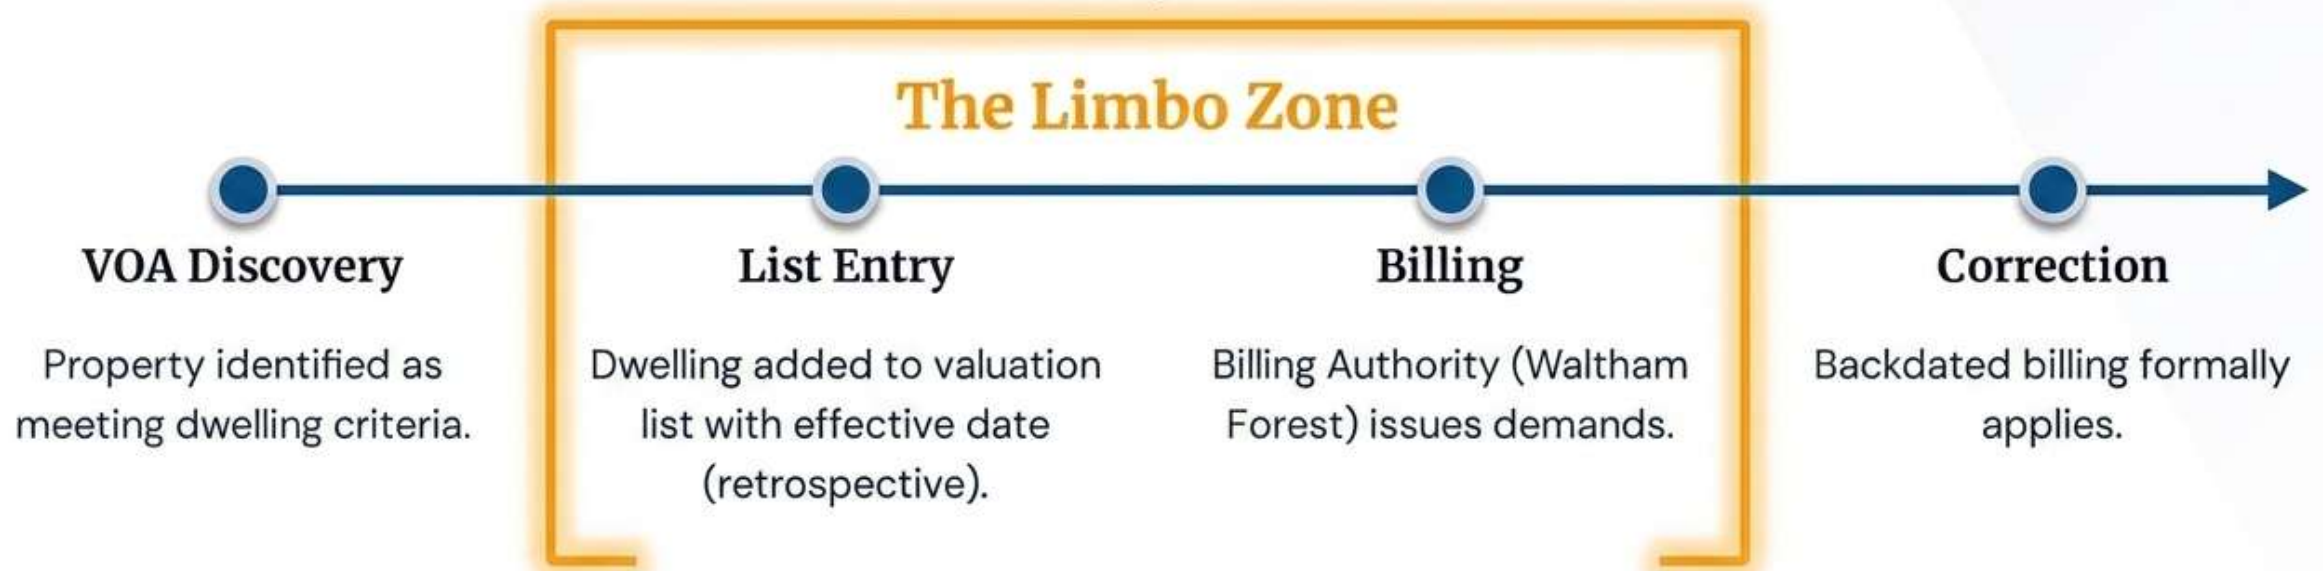 The Limbo Zone
VOA Discovery
Property identified as
meeting dwelling criteria.
List Entry
Dwelling added to valuation
list with effective date
(retrospective).
Billing
Billing Authority (Waltham
Forest) issues demands.
Correction
Backdated billing formally
applies.